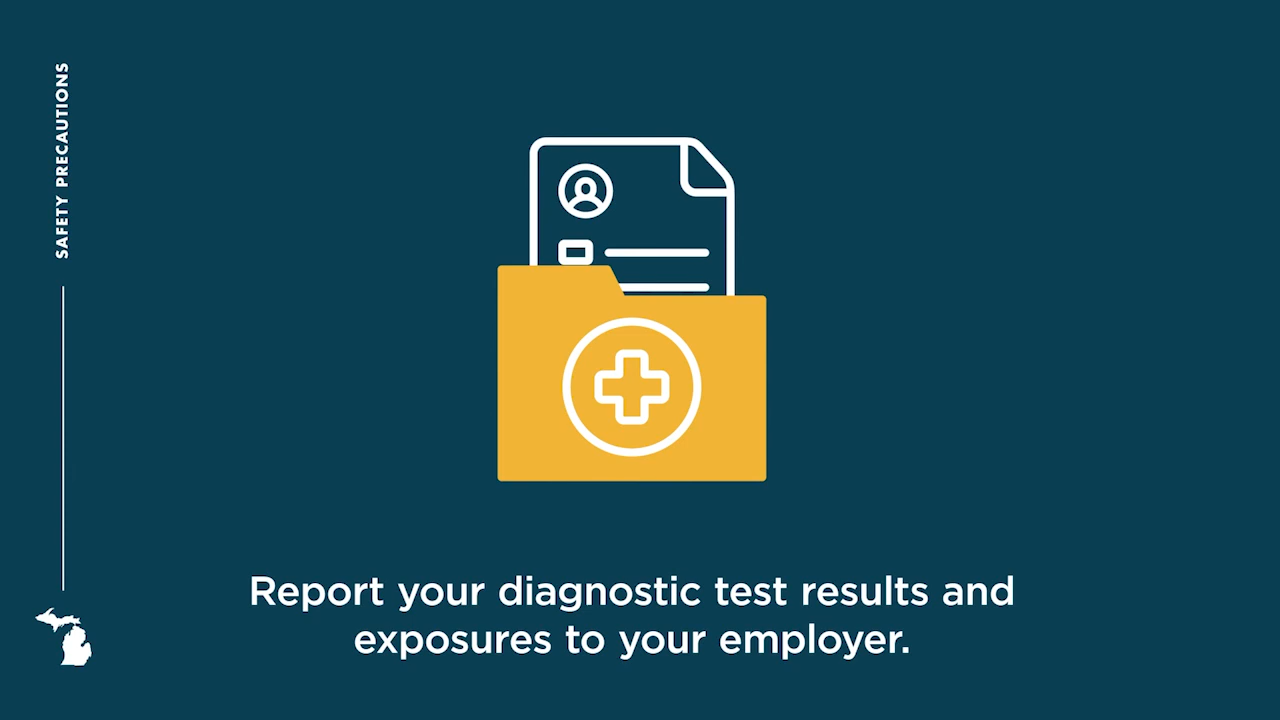 SAFETY PRECAUTIONS
Report your diagnostic test results and
exposures to your employer.